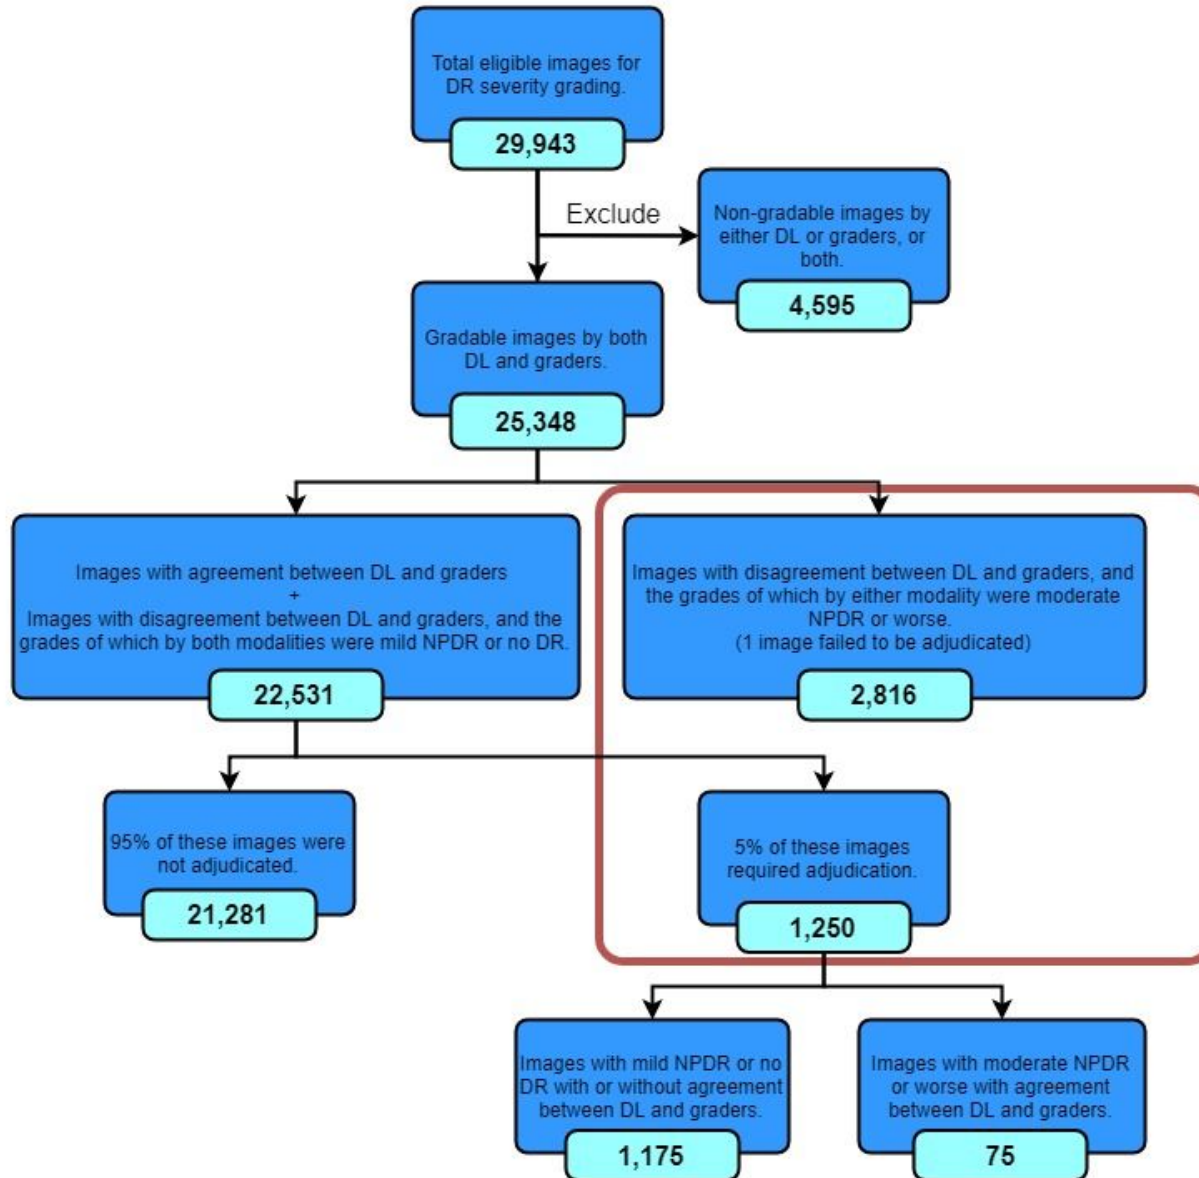 Total eligible images for
DR severity grading.
29,943
Exclude
Non-gradable images by
either DL or graders, or
both.
4,595
Gradable images by both
DL and graders.
25,348
Images with agreement between DL and graders
+
Images with disagreement between DL and graders, and the
grades of which by both modalities were mild NPDR or no DR.
22,531
Images with disagreement between DL and graders, and
the grades of which by either modality were moderate
NPDR or worse.
(1 image failed to be adjudicated)
2,816
95% of these images were
not adjudicated.
21,281
5% of these images
required adjudication.
1,250
Images with mild NPDR or no
DR with or without agreement
between DL and graders.
1,175
Images with moderate NPDR
or worse with agreement
between DL and graders.
75